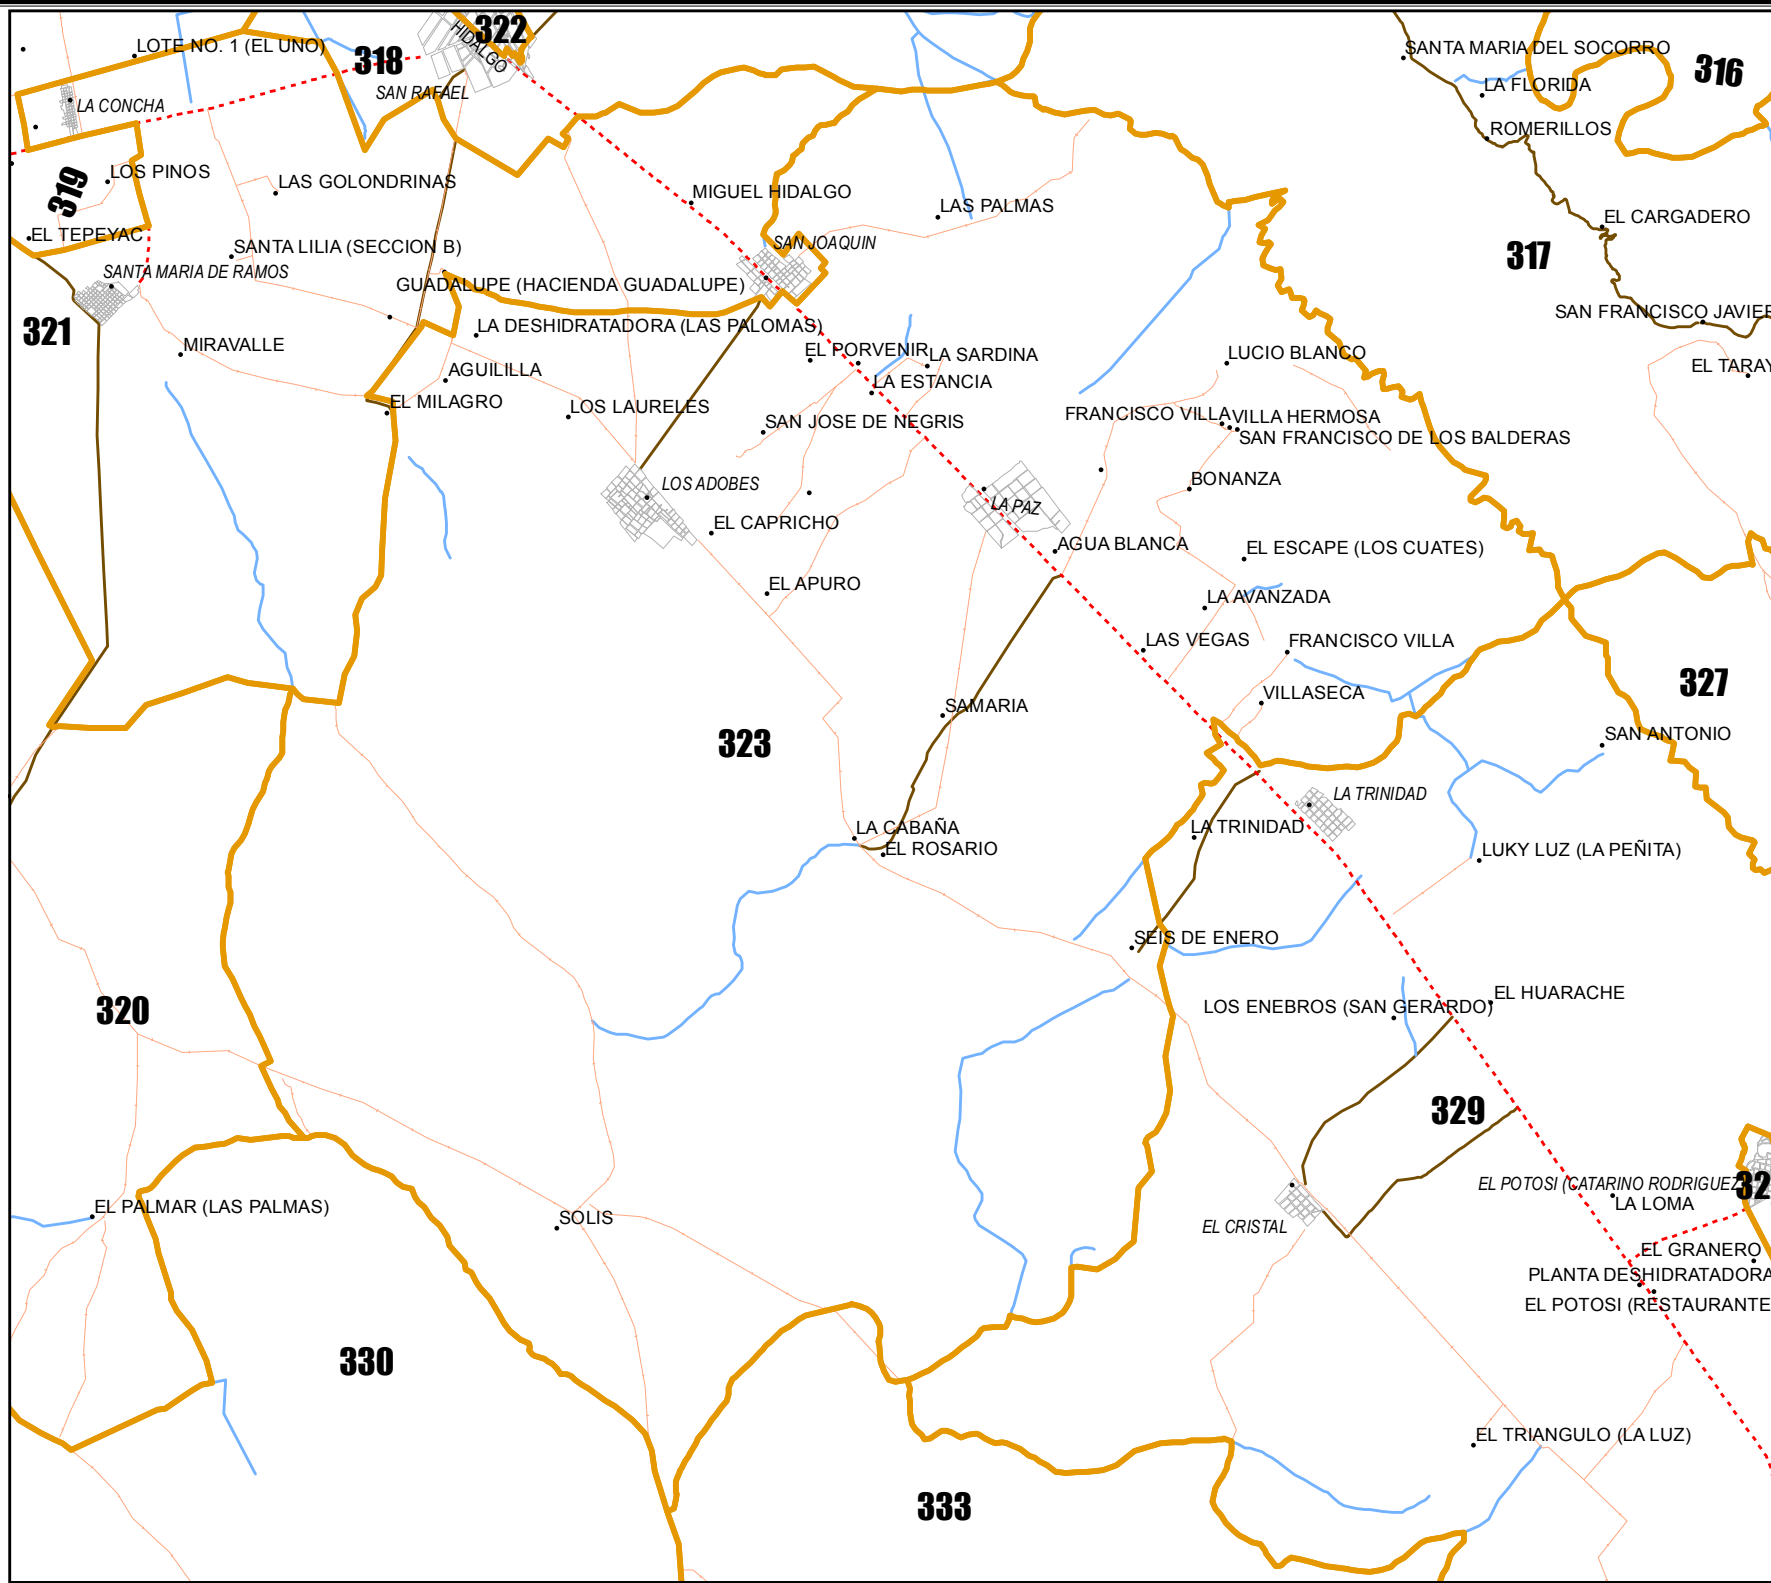 322
HIDALGO
LOTE NO. 1 (EL UNO)
318
SAN RAFAEL
SANTA MARIA DEL SOCORRO
316
LA FLORIDA
LA CONCHA
ROMERILLOS
LOS PINOS
319
LAS GOLONDRINAS
MIGUEL HIDALGO
LAS PALMAS
EL CARGADERO
EL TEPEYAC
SANTA LILIA (SECCION B)
SAN JOAQUIN
317
SANTA MARIA DE RAMOS
GUADALUPE (HACIENDA GUADALUPE)
SAN FRANCISCO JAVIER
321
LA DESHIDRATADORA (LAS PALOMAS)
MIRAVALLE
EL PORVENIR
LA SARDINA
LUCIO BLANCO
EL TARAY
AGUILILLA
LA ESTANCIA
EL MILAGRO
LOS LAURELES
SAN JOSE DE NEGRIS
FRANCISCO VILLA
VILLA HERMOSA
SAN FRANCISCO DE LOS BALDERAS
LOS ADOBES
BONANZA
LA PAZ
EL CAPRICHO
AGUA BLANCA
EL ESCAPE (LOS CUATES)
EL APURO
LA AVANZADA
LAS VEGAS
FRANCISCO VILLA
327
VILLASECA
SAMARIA
323
SAN ANTONIO
LA TRINIDAD
LA CABAÑA
LA TRINIDAD
EL ROSARIO
LUKY LUZ (LA PEÑITA)
SEIS DE ENERO
320
EL HUARACHE
LOS ENEBROS (SAN GERARDO)
329
EL POTOSI (CATARINO RODRIGUEZ
32
LA LOMA
EL PALMAR (LAS PALMAS)
SOLIS
EL CRISTAL
EL GRANERO
PLANTA DESHIDRATADORA
EL POTOSI (RESTAURANTE
330
EL TRIANGULO (LA LUZ)
333